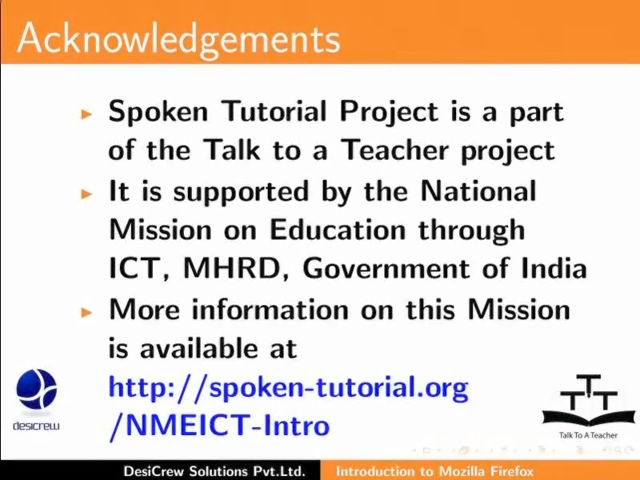 Acknowledgements
Spoken Tutorial Project is a part
of the Talk to a Teacher project
It is supported by the National
Mission on Education through
ICT, MHRD, Government of India
More information on this Mission
is available at
http://spoken-tutorial.org
/NMEICT-Intro
desicrew
TTT
Talk To A Teacher
DesiCrew Solutions Pvt.Ltd. Introduction to Mozilla Firefox